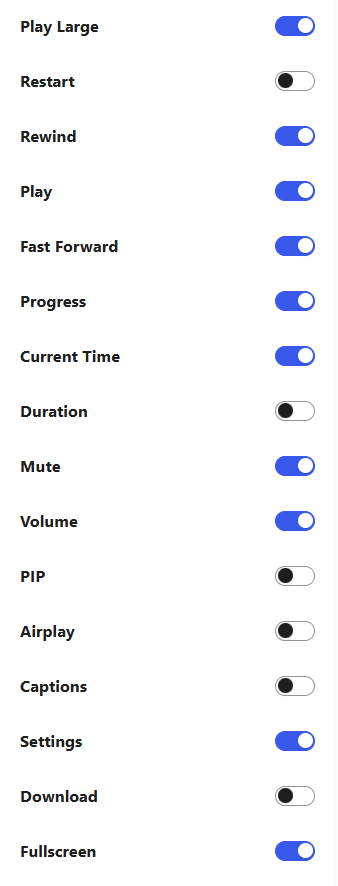 Play Large
Restart
Rewind
Play
Fast Forward
Progress
Current Time
Duration
Mute
Volume
PIP
Airplay
Captions
Settings
Download
Fullscreen